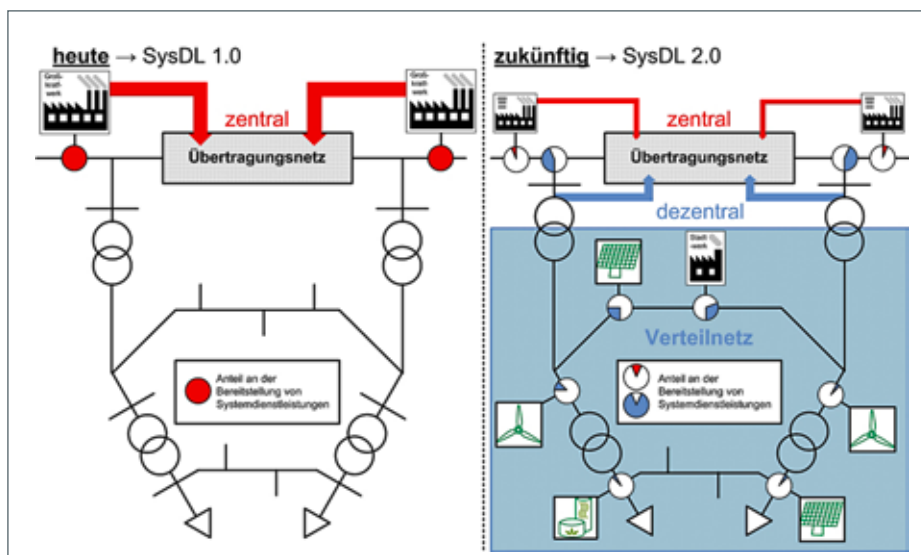 heute → SysDL 1.0
Groß-
kraft-
werk
Groß-
kraft-
werk
zentral
Übertragungsnetz
Anteil an der
Bereitstellung von
Systemdienstleistungen
zukünftig → SysDL 2.0
zentral
Übertragungsnetz
dezentral
Stadt
-werk
Verteilnetz
Anteil an der
Bereitstellung von
Systemdienstleistungen